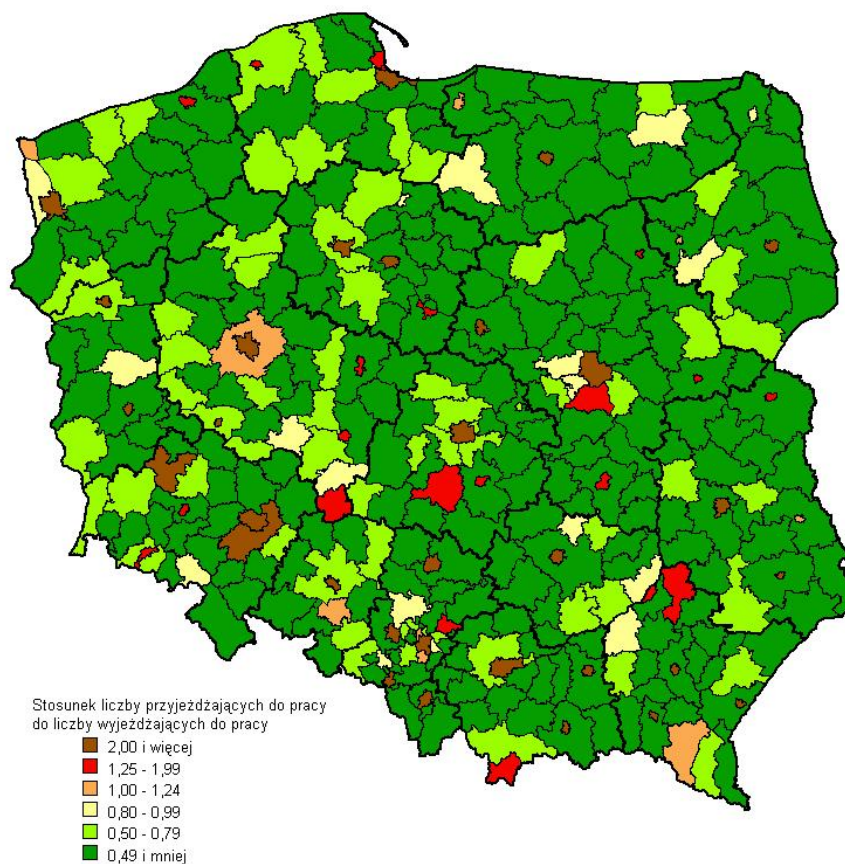 Stosunek liczby przyjeżdżających do pracy
do liczby wyjeżdżających do pracy
2,00 i więcej
1,25 - 1,99
1,00 - 1,24
0,80 - 0,99
0,50 - 0,79
0,49 i mniej